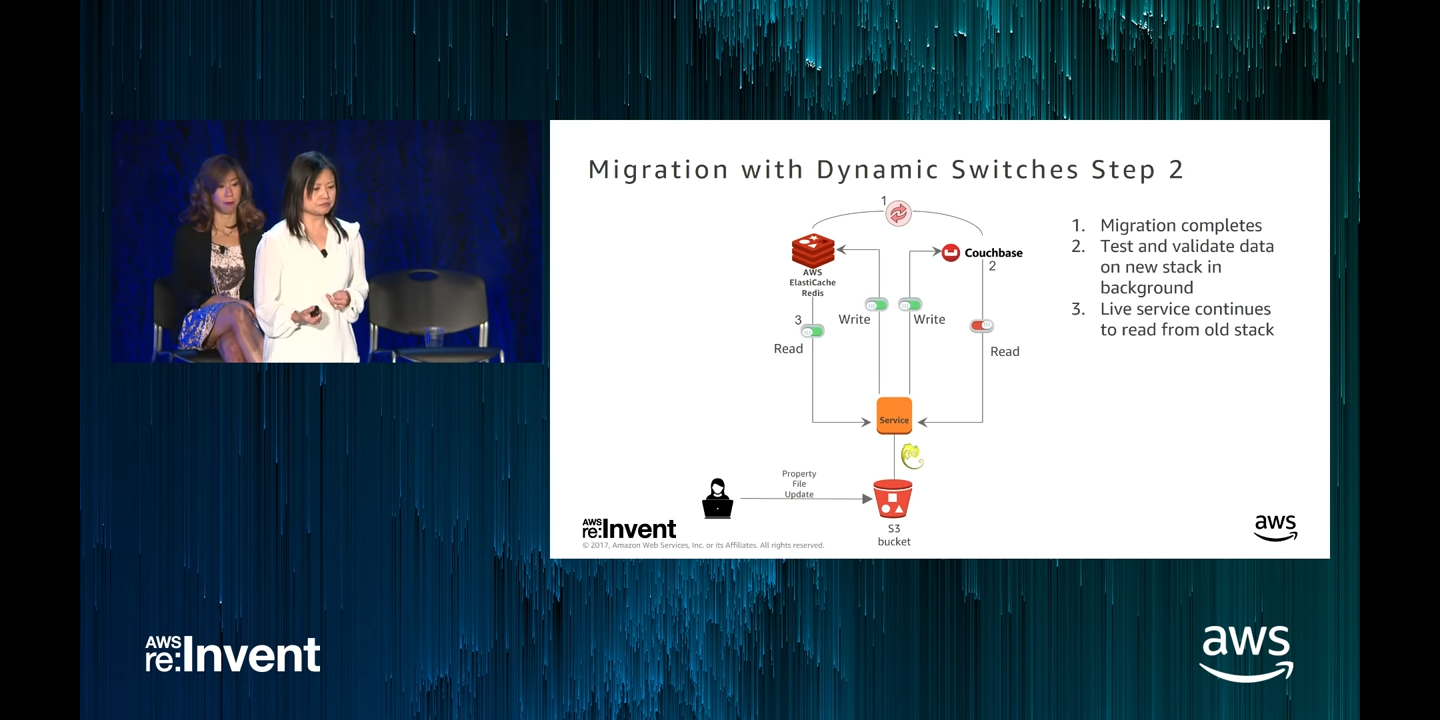 Migration with Dynamic Switches Step 2
1
AWS
ElastiCache
Redis
Couchbase
2
3
Read
Write
Write
Read
Service
Property
File
Update
S3
bucket
1. Migration completes
2. Test and validate data
on new stack in
background
3. Live service continues
to read from old stack
AWS
re:Invent
© 2017, Amazon Web Services, Inc. or its Affiliates. All rights reserved.
aws
AWS
re:Invent
aws